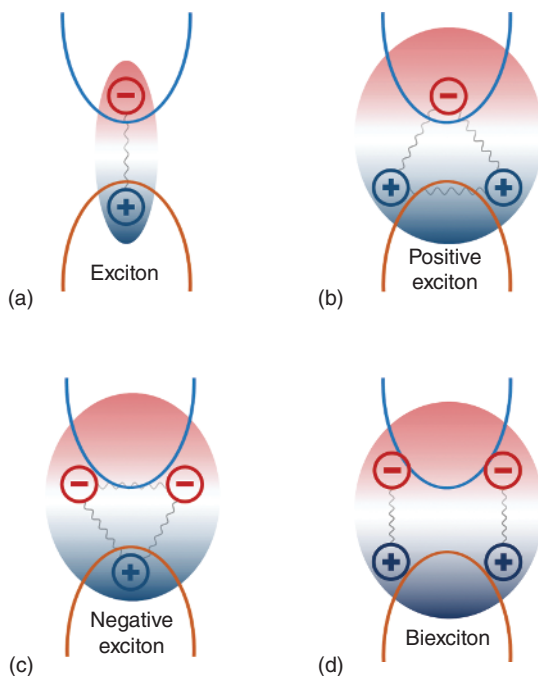 Exciton
(a)
Positive
exciton
(b)
Negative
exciton
(c)
Biexciton
(d)